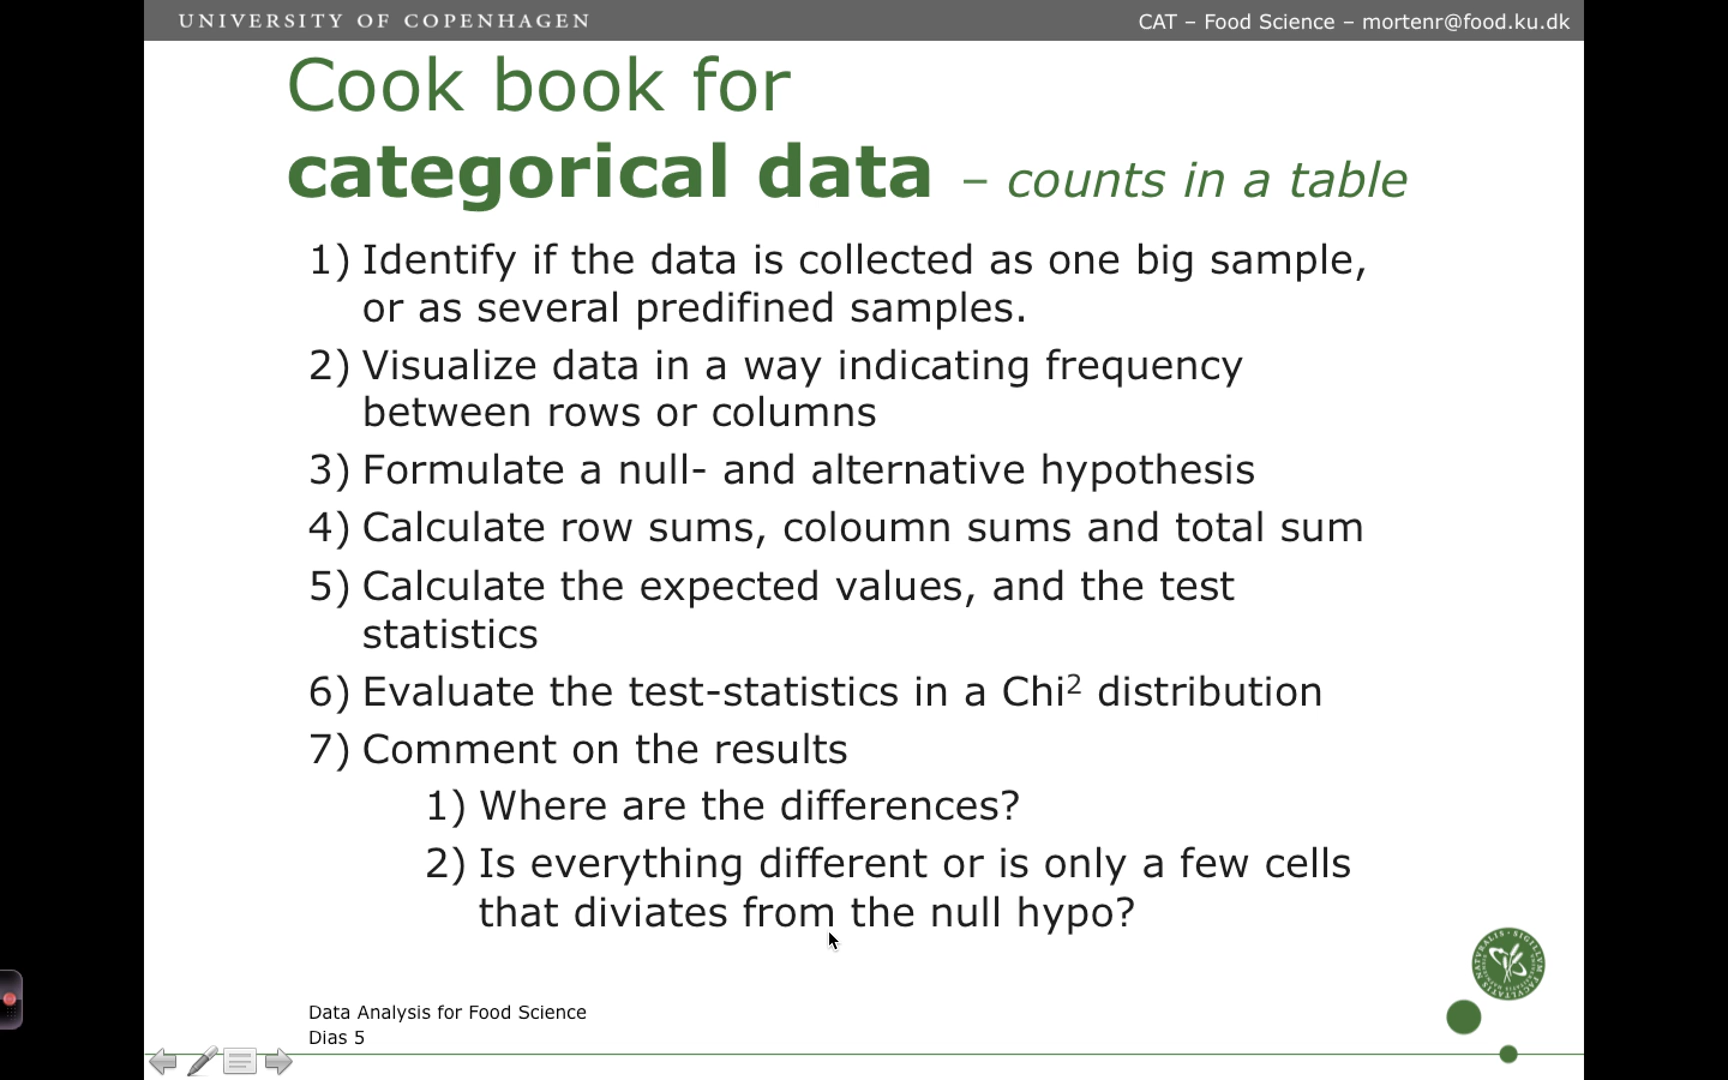 UNIVERSITY OF COPENHAGEN
CAT – Food Science – mortenr@food.ku.dk
Cook book for
categorical data – counts in a table
1) Identify if the data is collected as one big sample,
or as several predifined samples.
2) Visualize data in a way indicating frequency
between rows or columns
3) Formulate a null- and alternative hypothesis
4) Calculate row sums, coloumn sums and total sum
5) Calculate the expected values, and the test
statistics
6) Evaluate the test-statistics in a Chi² distribution
7) Comment on the results
1) Where are the differences?
2) Is everything different or is only a few cells
that diviates from the null hypo?
Data Analysis for Food Science
Dias 5